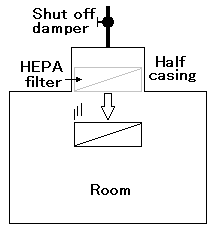 Shut off
damper
HEPA
filter
Half
casing
Room